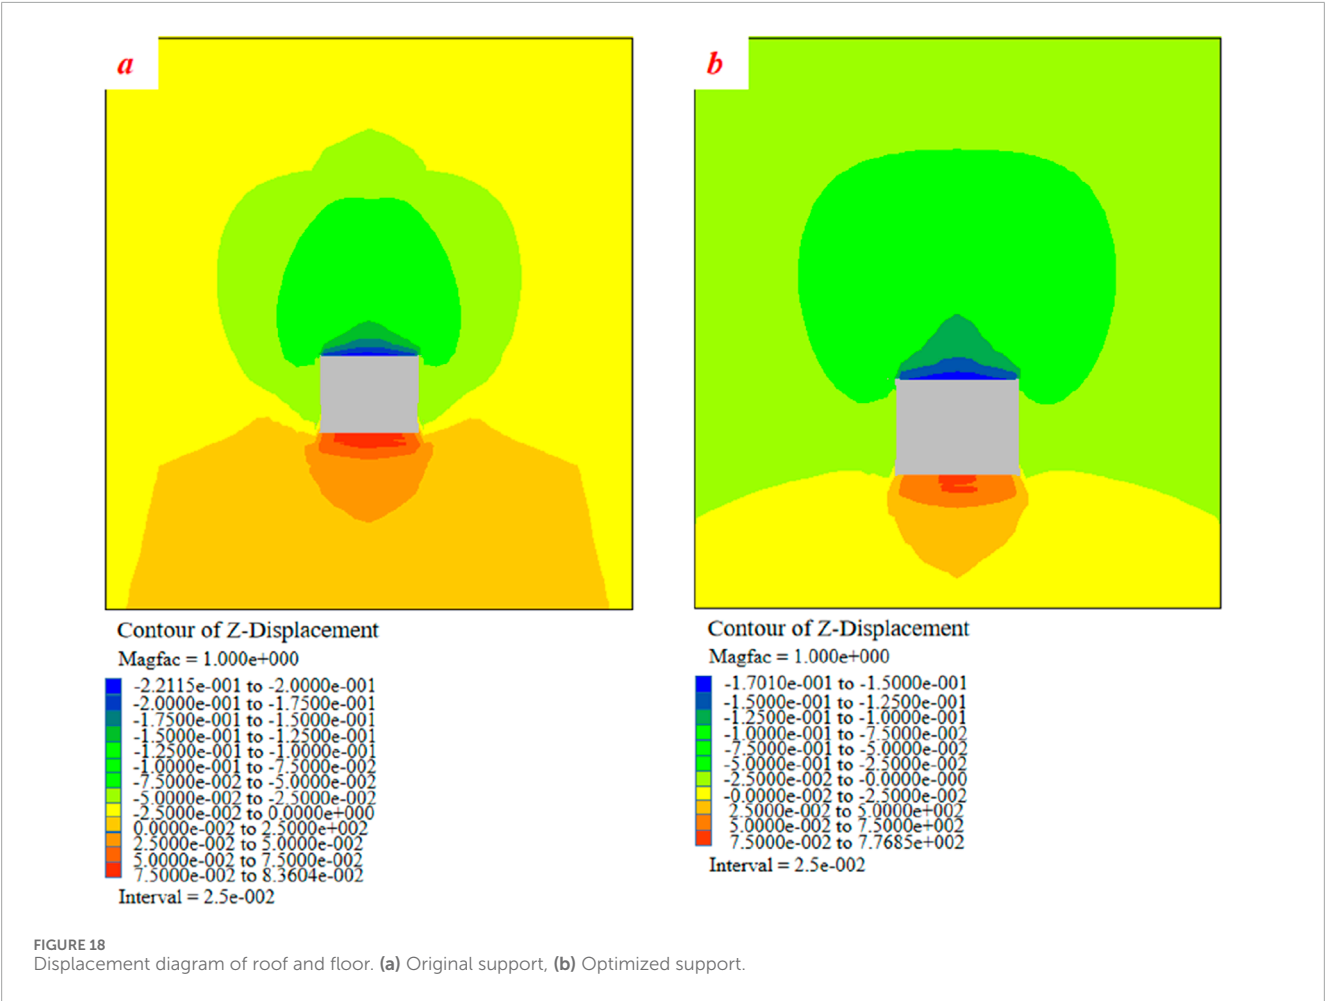 a
b
Contour of Z-Displacement
Magfac = 1.000e+000
-2.2115e-001 to -2.0000e-001
-2.0000e-001 to -1.7500e-001
-1.7500e-001 to -1.5000e-001
-1.5000e-001 to -1.2500e-001
-1.2500e-001 to -1.0000e-001
-1.0000e-001 to -7.5000e-002
-7.5000e-002 to -5.0000e-002
-5.0000e-002 to -2.5000e-002
-2.5000e-002 to 0.0000e+000
0.0000e-002 to 2.5000e+002
2.5000e-002 to 5.0000e-002
5.0000e-002 to 7.5000e-002
7.5000e-002 to 8.3604e-002
Interval = 2.5e-002
Contour of Z-Displacement
Magfac = 1.000e+000
-1.7010e-001 to -1.5000e-001
-1.5000e-001 to -1.2500e-001
-1.2500e-001 to -1.0000e-001
-1.0000e-001 to -7.5000e-002
-7.5000e-001 to -5.0000e-002
-5.0000e-001 to -2.5000e-002
-2.5000e-002 to -0.0000e-000
-0.0000e-002 to -2.5000e-002
2.5000e-002 to 5.0000e+002
5.0000e-002 to 7.5000e+002
7.5000e-002 to 7.7685e+002
Interval = 2.5e-002
FIGURE 18
Displacement diagram of roof and floor. (a) Original support, (b) Optimized support.